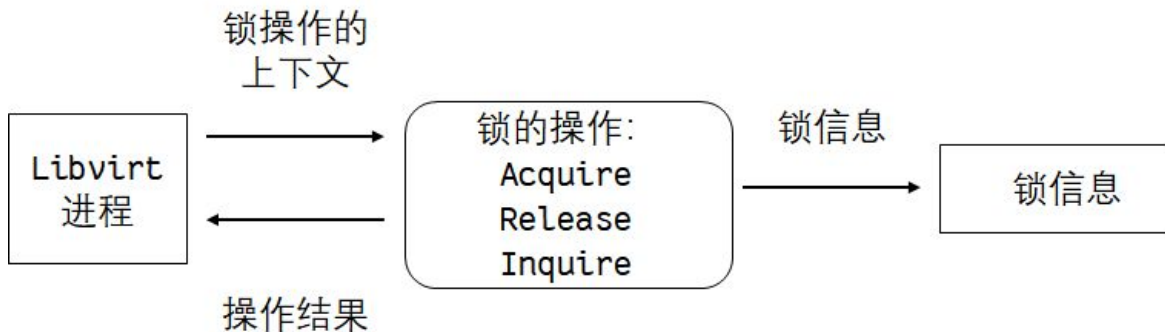 锁操作的
上下文
Libvirt
进程
操作结果
锁的操作:
Acquire
Release
Inquire
锁信息
锁信息